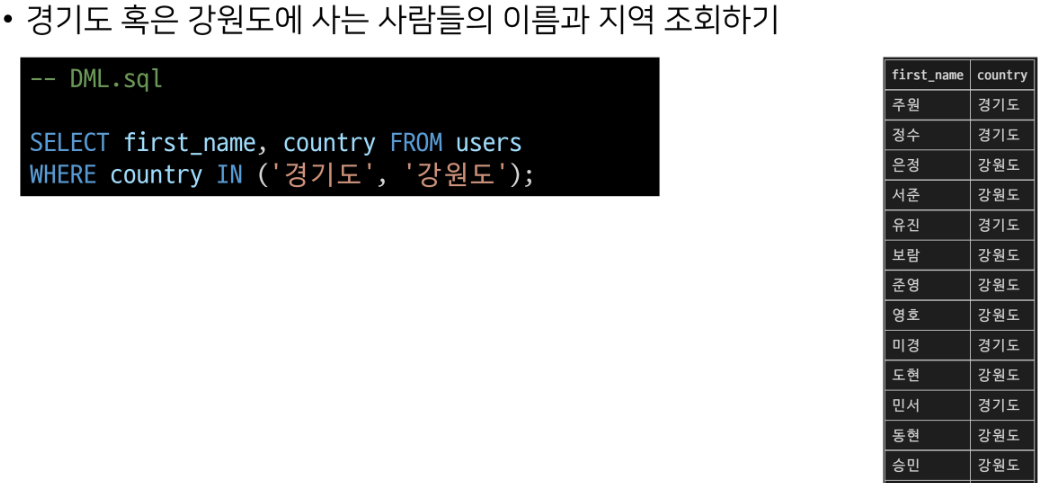 • 경기도 혹은 강원도에 사는 사람들의 이름과 지역 조회하기
-- DML.sql
SELECT first_name, country FROM users
WHERE country IN ('경기도', '강원도');
first_name country
주원 경기도
정수 경기도
은정 강원도
서준 강원도
유진 경기도
보람 강원도
준영 강원도
영호 강원도
미경 경기도
도현 강원도
민서 경기도
동현 강원도
승민 강원도